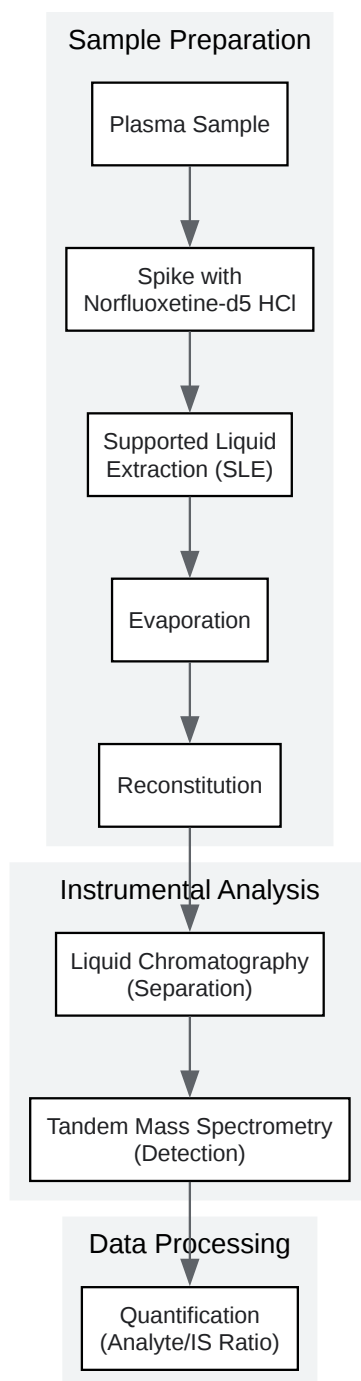 Sample Preparation
Plasma Sample
Spike with
Norfluoxetine-d5 HCl
Supported Liquid
Extraction (SLE)
Evaporation
Reconstitution
Instrumental Analysis
Liquid Chromatography
(Separation)
Tandem Mass Spectrometry
(Detection)
Data Processing
Quantification
(Analyte/IS Ratio)